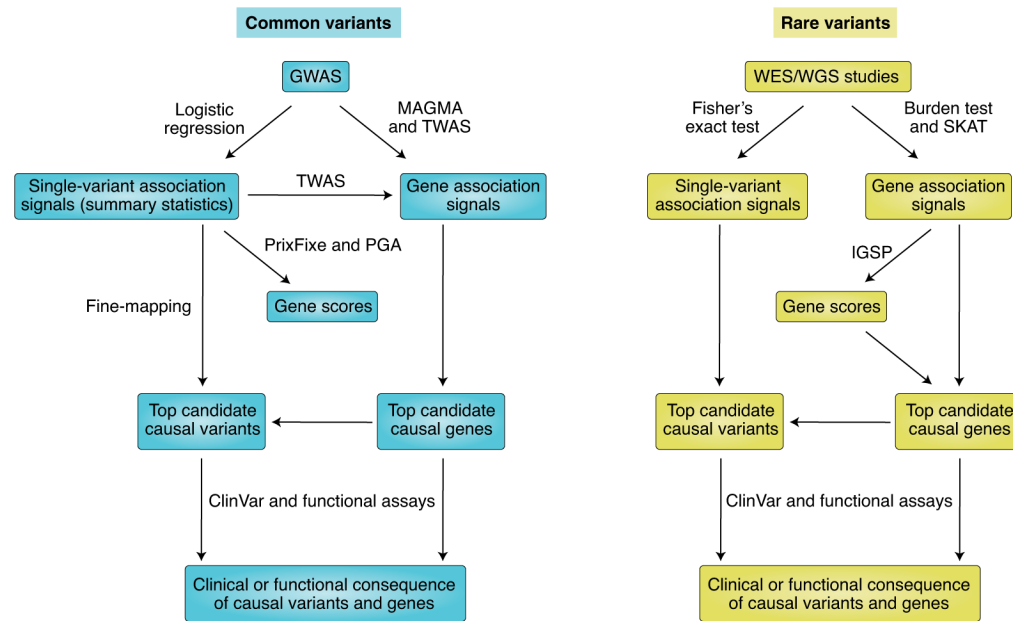 Common variants
GWAS
Logistic
regression
MAGMA
and TWAS
Single-variant association
signals (summary statistics)
TWAS
Gene association
signals
PrixFixe and PGA
Gene scores
Fine-mapping
Top candidate
causal variants
Top candidate
causal genes
ClinVar and functional assays
Clinical or functional consequence
of causal variants and genes
Rare variants
WES/WGS studies
Fisher's
exact test
Burden test
and SKAT
Single-variant
association signals
Gene association
signals
IGSP
Gene scores
Top candidate
causal variants
Top candidate
causal genes
ClinVar and functional assays
Clinical or functional consequence
of causal variants and genes